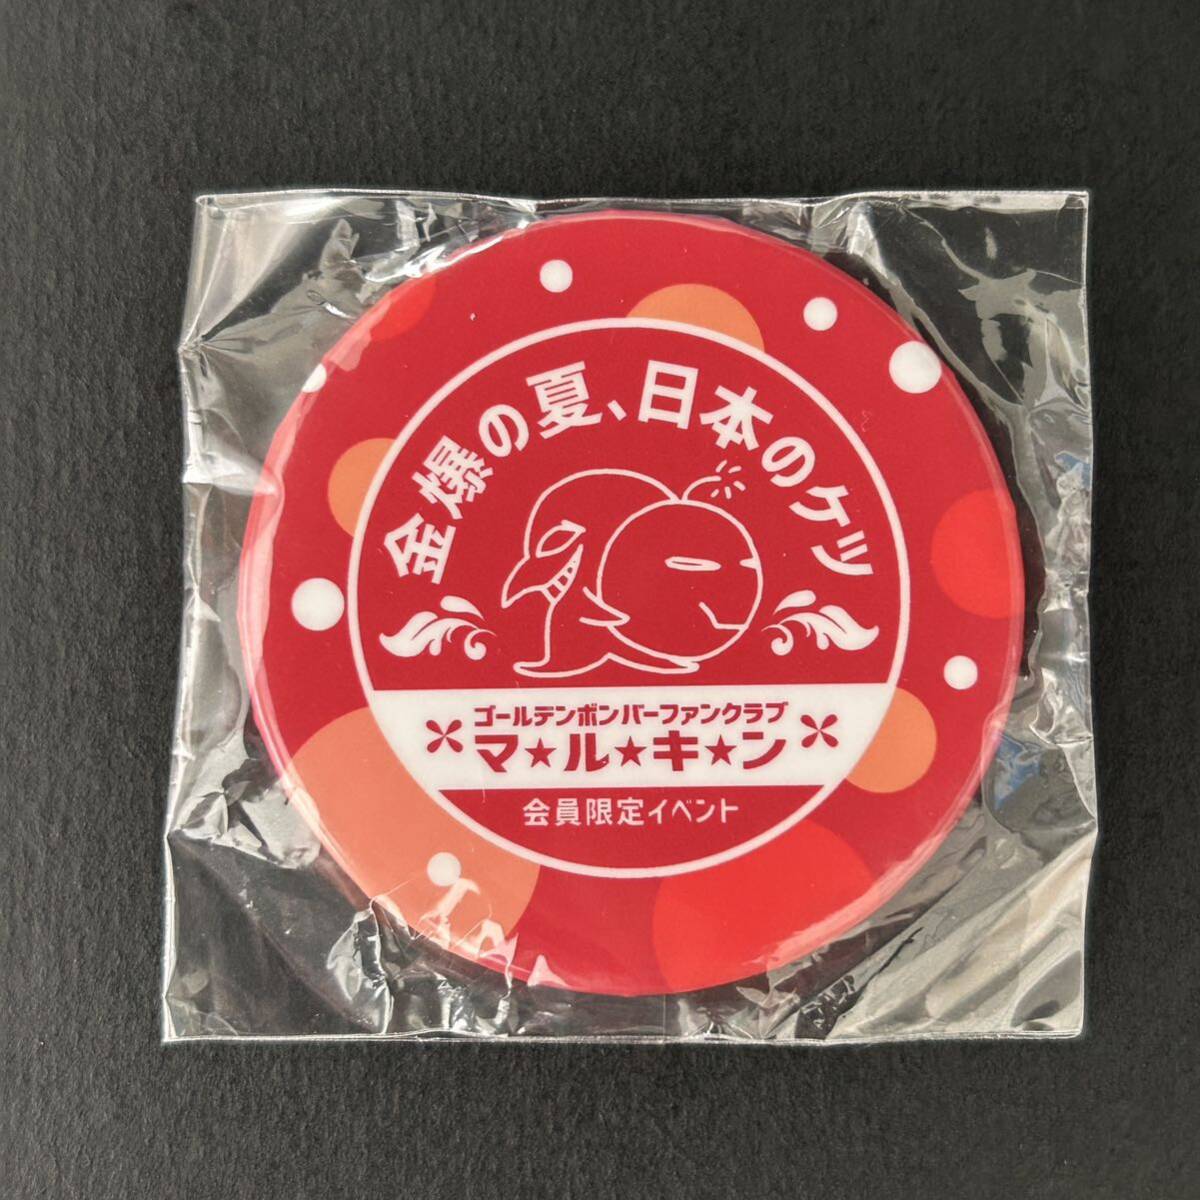 金爆の夏、日本のケツ
ゴールデンボンバーファンクラブ
マ★ル★キ★ン
会員限定イベント